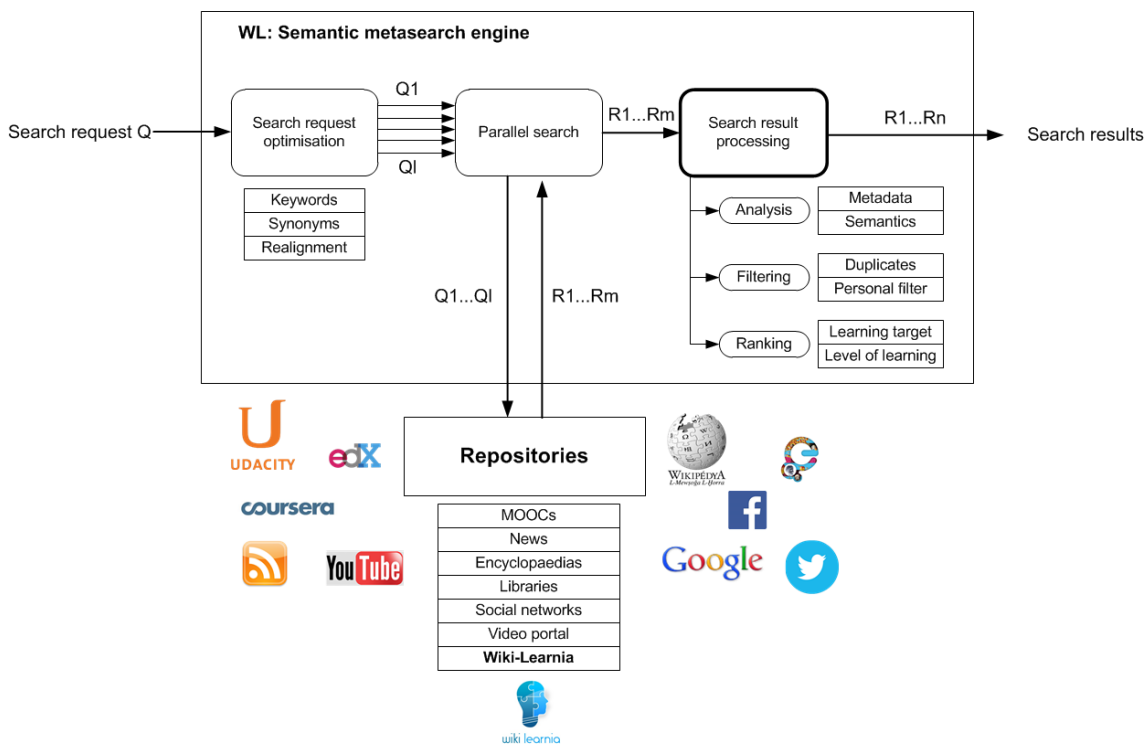 WL: Semantic metasearch engine
Search request Q
Search request
optimisation
Q1
Ql
Parallel search
R1...Rm
Search result
processing
R1...Rn
Search results
Keywords
Synonyms
Realignment
Analysis
Metadata
Semantics
Filtering
Duplicates
Personal filter
Ranking
Learning target
Level of learning
Q1...Ql
R1...Rm
Repositories
UDACITY
edX
coursera
YouTube
WIKIPÉDYA
L-Mewsuɛa L-Ḥorra
Google
MOOCs
News
Encyclopaedias
Libraries
Social networks
Video portal
Wiki-Learnia
wiki learnia